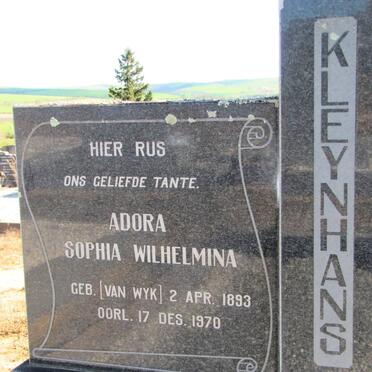 HIER RUS
ONS GELIEFDE TANTE.
ADORA
SOPHIA WILHELMINA
GEB. [VAN WYK] 2 APR. 1893
OORL. 17 DES. 1970
KLEYNHANS